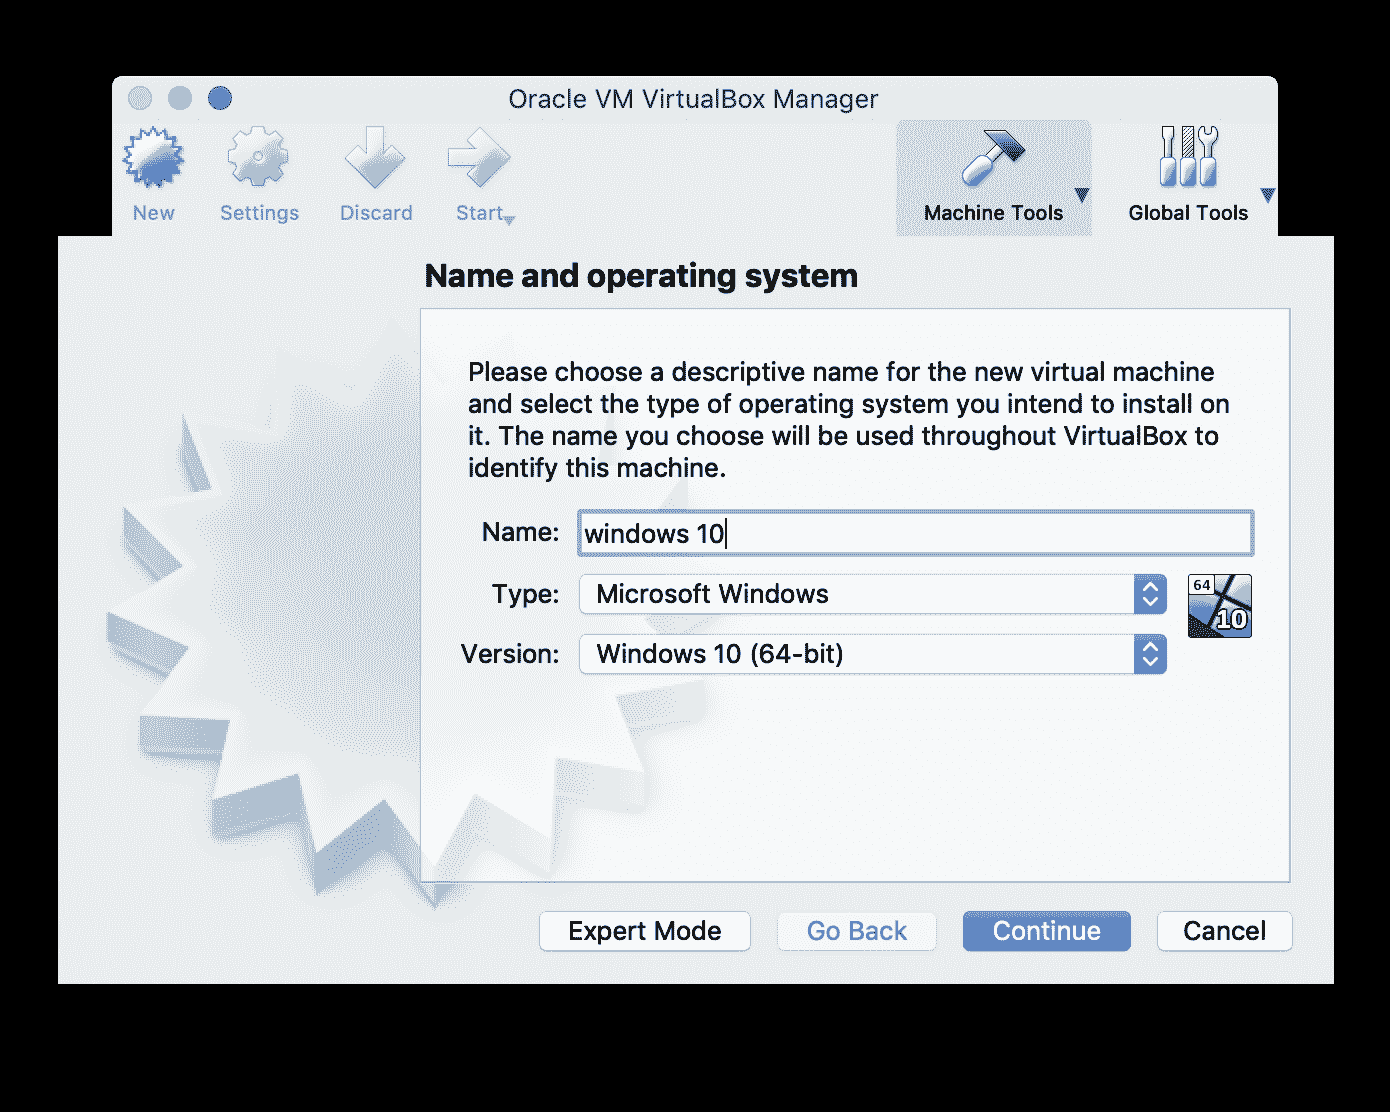 Oracle VM VirtualBox Manager
New Settings Discard Start Machine Tools Global Tools
Name and operating system
Please choose a descriptive name for the new virtual machine
and select the type of operating system you intend to install on
it. The name you choose will be used throughout VirtualBox to
identify this machine.
Name: windows 10
Type: Microsoft Windows
64
10
Version: Windows 10 (64-bit)
Expert Mode Go Back Continue Cancel